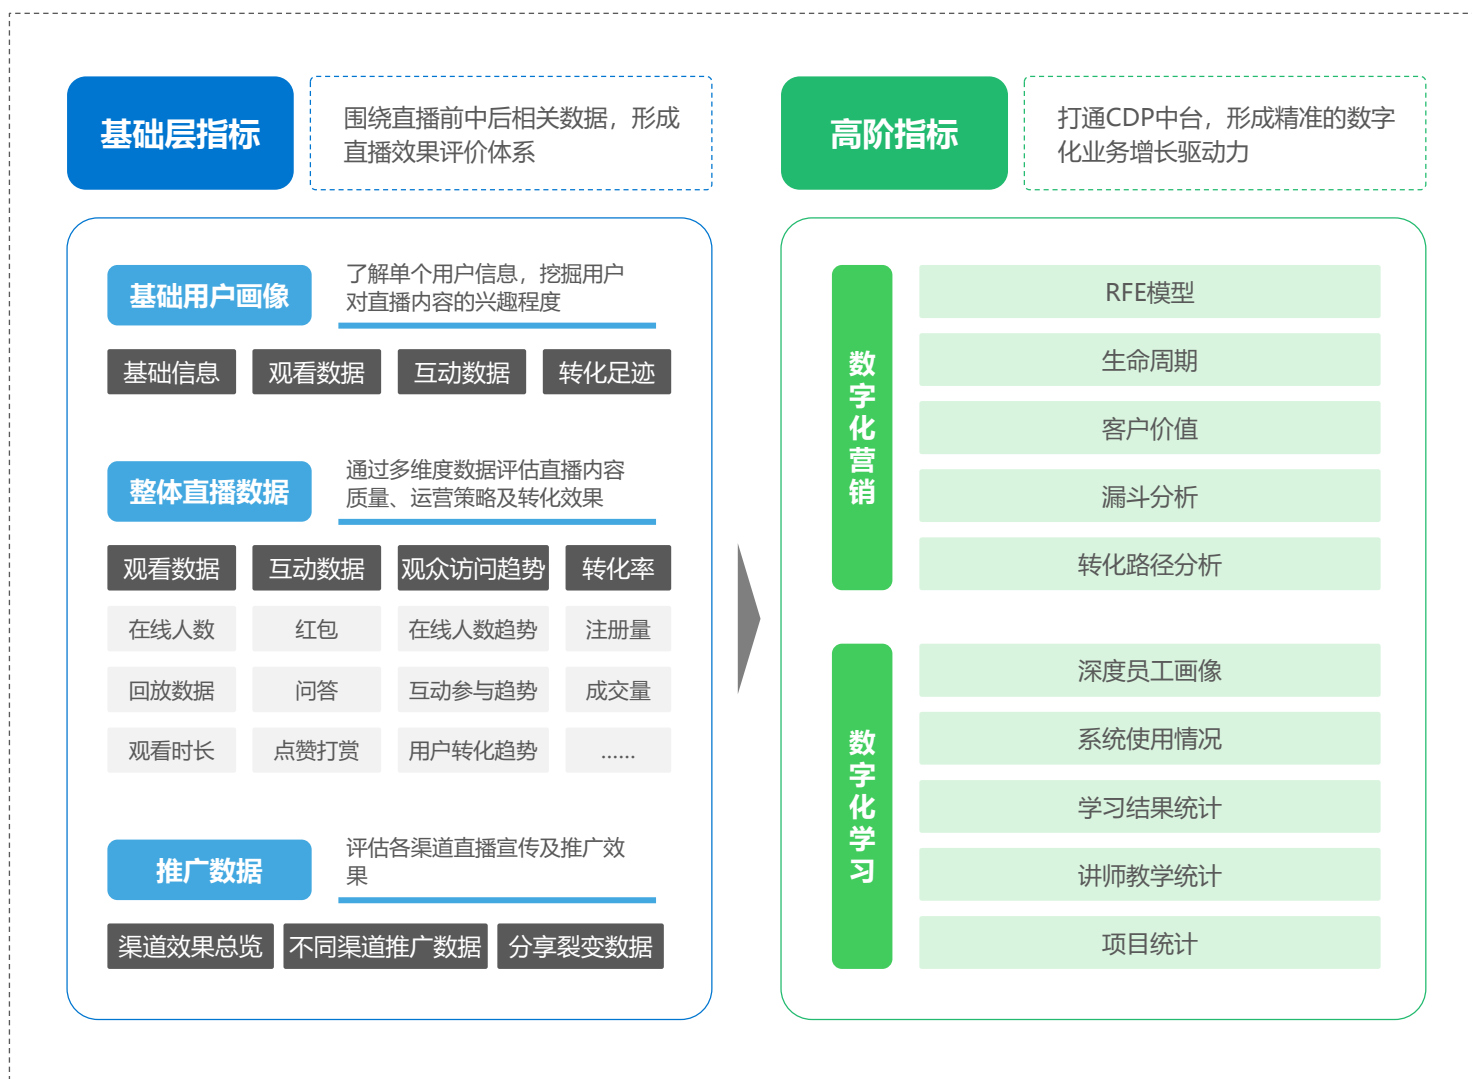 基础层指标
围绕直播前中后相关数据，形成
直播效果评价体系
基础用户画像
了解单个用户信息，挖掘用户
对直播内容的兴趣程度
基础信息
观看数据
互动数据
转化足迹
整体直播数据
通过多维度数据评估直播内容
质量、运营策略及转化效果
观看数据
互动数据
观众访问趋势
转化率
在线人数
红包
在线人数趋势
注册量
回放数据
问答
互动参与趋势
成交量
观看时长
点赞打赏
用户转化趋势
......
推广数据
评估各渠道直播宣传及推广效
果
渠道效果总览
不同渠道推广数据
分享裂变数据
高阶指标
打通CDP中台，形成精准的数字
化业务增长驱动力
数字化营销
RFE模型
生命周期
客户价值
漏斗分析
转化路径分析
数字化学习
深度员工画像
系统使用情况
学习结果统计
讲师教学统计
项目统计